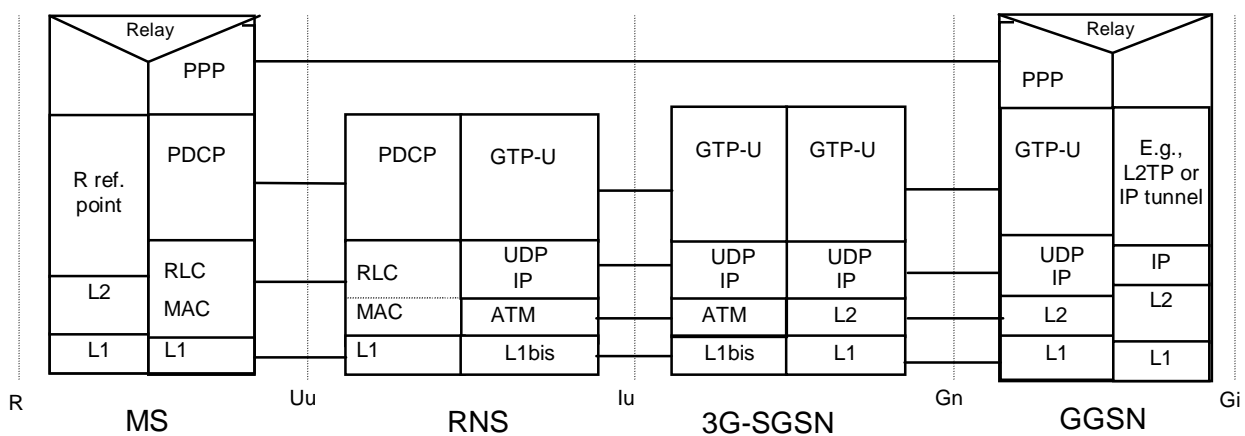 Relay
Relay
PPP
PPP
R ref.
point
PDCP
PDCP
GTP-U
GTP-U
GTP-U
GTP-U
E.g.,
L2TP or
IP tunnel
RLC
MAC
RLC
MAC
UDP
IP
UDP
IP
UDP
IP
UDP
IP
IP
L2
ATM
ATM
L2
L2
L2
L1
L1
L1
L1bis
L1bis
L1
L1
L1
R
Uu
Iu
Gn
Gi
MS
RNS
3G-SGSN
GGSN